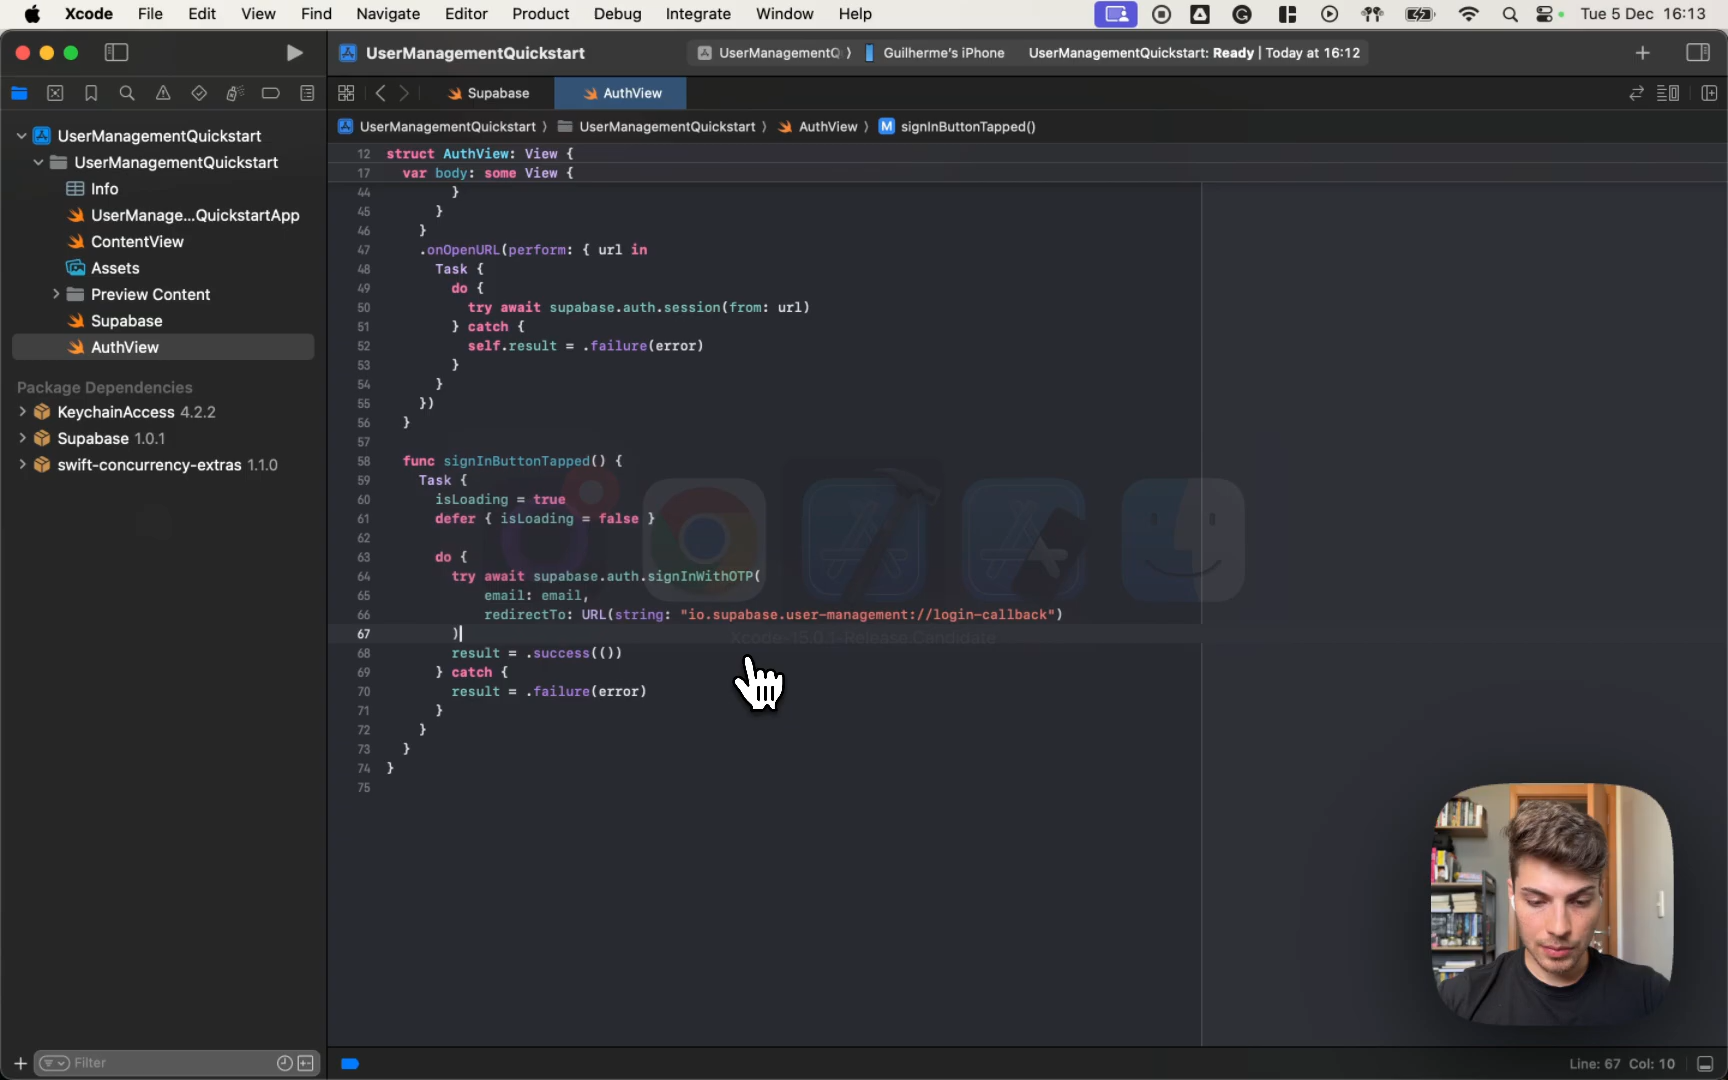 Xcode File Edit View Find Navigate Editor Product Debug Integrate Window Help Tue 5 Dec 16:13
UserManagementQuickstart UserManagementQ Guilherme's iPhone UserManagementQuickstart: Ready | Today at 16:12
Supabase AuthView
UserManagementQuickstart UserManagementQuickstart AuthView M signInButtonTapped()
UserManagementQuickstart
UserManagementQuickstart
Info
UserManage...QuickstartApp
ContentView
Assets
Preview Content
Supabase
AuthView
Package Dependencies
KeychainAccess 4.2.2
Supabase 1.0.1
swift-concurrency-extras 1.1.0
Filter
12 struct AuthView: View {
17 var body: some View {
44 }
45 }
46 }
47 .onOpenURL(perform: { url in
48 Task {
49 do {
50 try await supabase.auth.session(from: url)
51 } catch {
52 self.result = .failure(error)
53 }
54 }
55 })
56 }
57
58 func signInButtonTapped() {
59 Task {
60 isLoading = true
61 defer { isLoading = false }
62
63 do {
64 try await supabase.auth.signInWithOTP(
65 email: email,
66 redirectTo: URL(string: "io.supabase.user-management://login-callback")
67 )
68 result = .success(())
69 } catch {
70 result = .failure(error)
71 }
72 }
73 }
74 }
75
Xcode-15.0.1-Release.Candidate
Line: 67 Col: 10